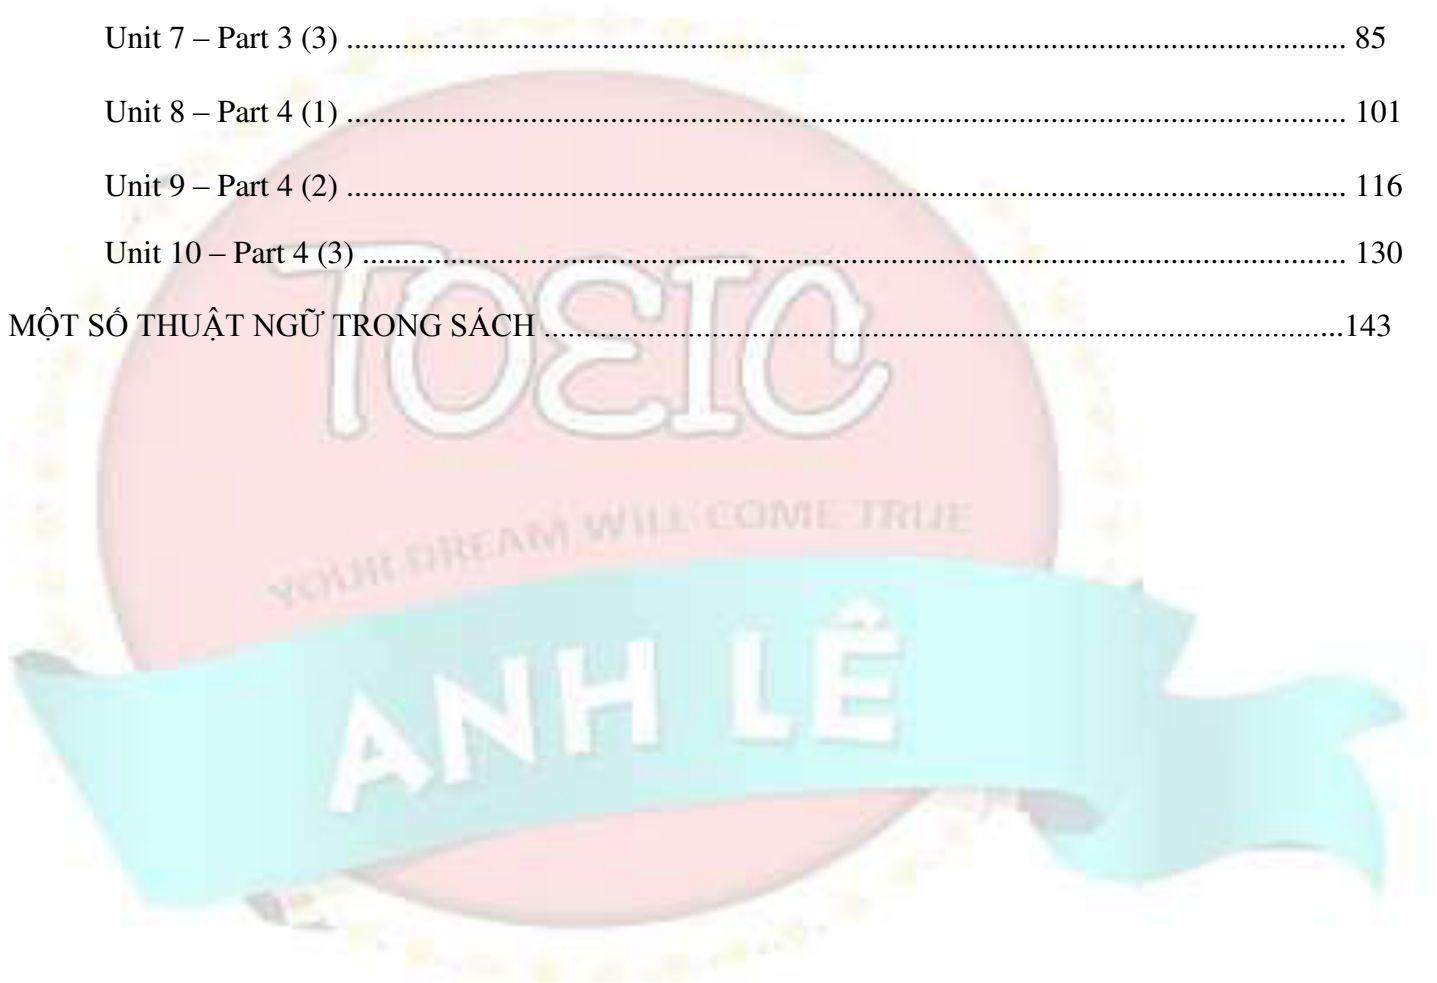 Unit 7 – Part 3 (3) ........................................................................................................................ 85
Unit 8 – Part 4 (1) ........................................................................................................................ 101
Unit 9 – Part 4 (2) ........................................................................................................................ 116
Unit 10 – Part 4 (3) ...................................................................................................................... 130
MỘT SỐ THUẬT NGỮ TRONG SÁCH ........................................................................................143
TOEIC
YOUR DREAM WILL COME TRUE
ANH LÊ